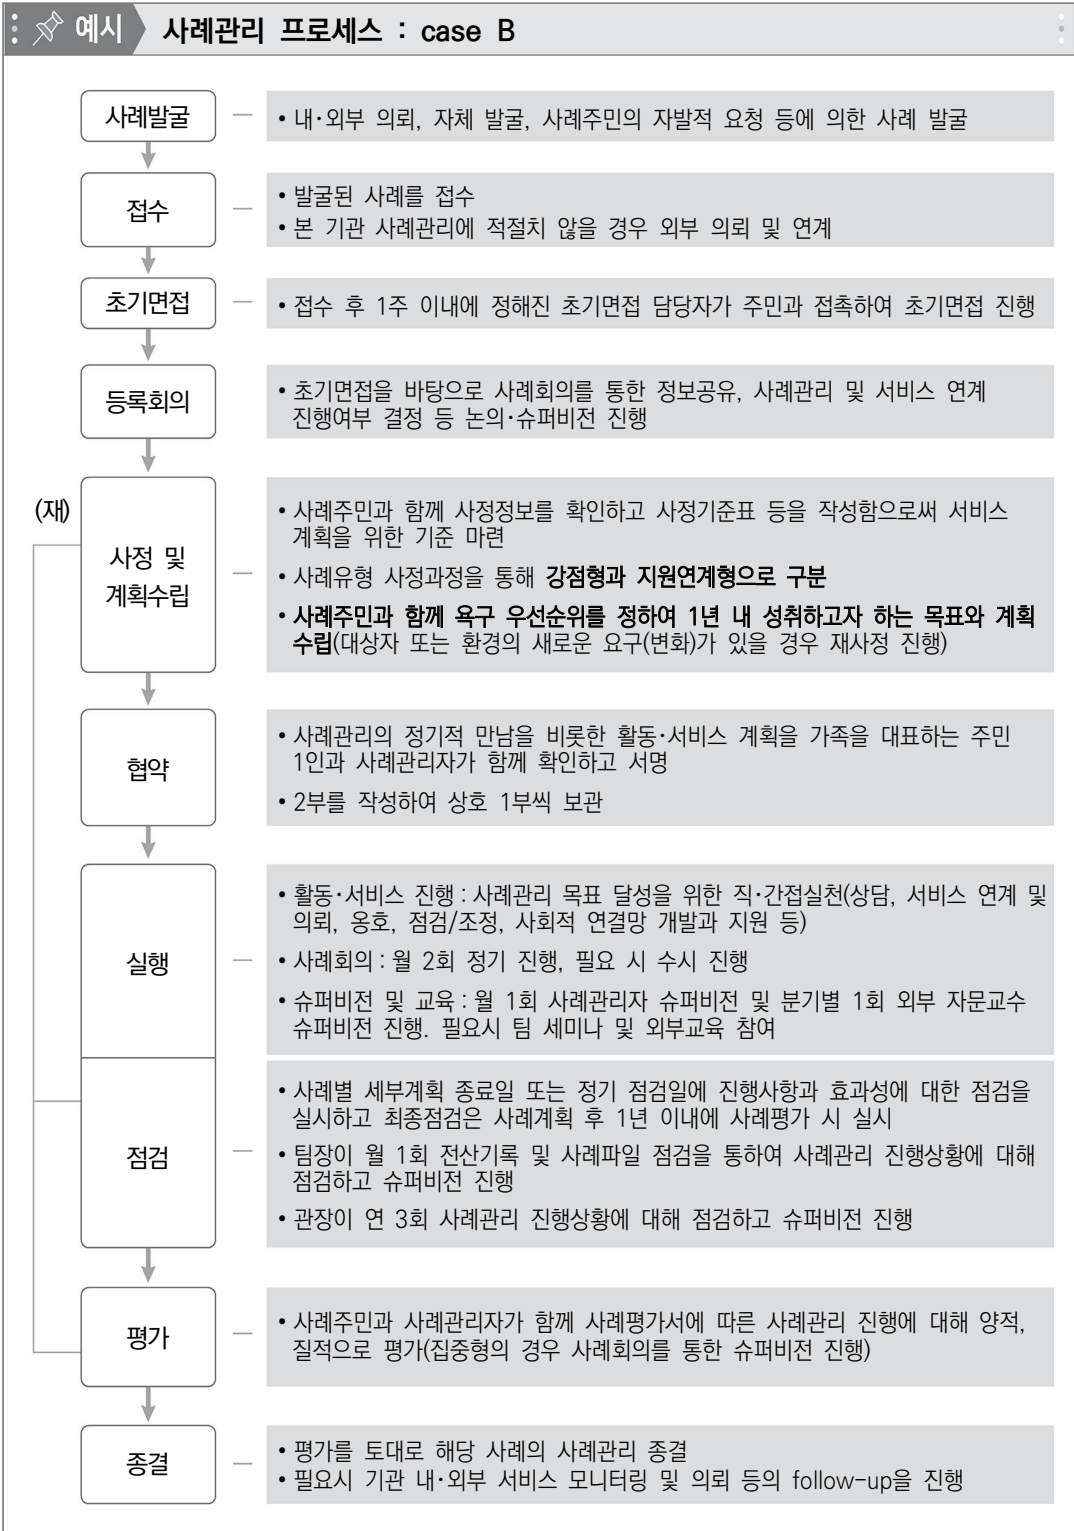 예시 사례관리 프로세스 : case B
사례발굴
• 내·외부 의뢰, 자체 발굴, 사례주민의 자발적 요청 등에 의한 사례 발굴
접수
• 발굴된 사례를 접수
• 본 기관 사례관리에 적절치 않을 경우 외부 의뢰 및 연계
초기면접
• 접수 후 1주 이내에 정해진 초기면접 담당자가 주민과 접촉하여 초기면접 진행
등록회의
• 초기면접을 바탕으로 사례회의를 통한 정보공유, 사례관리 및 서비스 연계
진행여부 결정 등 논의·슈퍼비전 진행
(재)
사정 및
계획수립
• 사례주민과 함께 사정정보를 확인하고 사정기준표 등을 작성함으로써 서비스
계획을 위한 기준 마련
• 사례유형 사정과정을 통해 강점형과 지원연계형으로 구분
• 사례주민과 함께 욕구 우선순위를 정하여 1년 내 성취하고자 하는 목표와 계획
수립(대상자 또는 환경의 새로운 요구(변화)가 있을 경우 재사정 진행)
협약
• 사례관리의 정기적 만남을 비롯한 활동·서비스 계획을 가족을 대표하는 주민
1인과 사례관리자가 함께 확인하고 서명
• 2부를 작성하여 상호 1부씩 보관
실행
• 활동·서비스 진행 : 사례관리 목표 달성을 위한 직·간접실천(상담, 서비스 연계 및
의뢰, 옹호, 점검/조정, 사회적 연결망 개발과 지원 등)
• 사례회의 : 월 2회 정기 진행, 필요 시 수시 진행
• 슈퍼비전 및 교육 : 월 1회 사례관리자 슈퍼비전 및 분기별 1회 외부 자문교수
슈퍼비전 진행. 필요시 팀 세미나 및 외부교육 참여
점검
• 사례별 세부계획 종료일 또는 정기 점검일에 진행사항과 효과성에 대한 점검을
실시하고 최종점검은 사례계획 후 1년 이내에 사례평가 시 실시
• 팀장이 월 1회 전산기록 및 사례파일 점검을 통하여 사례관리 진행상황에 대해
점검하고 슈퍼비전 진행
• 관장이 연 3회 사례관리 진행상황에 대해 점검하고 슈퍼비전 진행
평가
• 사례주민과 사례관리자가 함께 사례평가서에 따른 사례관리 진행에 대해 양적,
질적으로 평가(집중형의 경우 사례회의를 통한 슈퍼비전 진행)
종결
• 평가를 토대로 해당 사례의 사례관리 종결
• 필요시 기관 내·외부 서비스 모니터링 및 의뢰 등의 follow-up을 진행